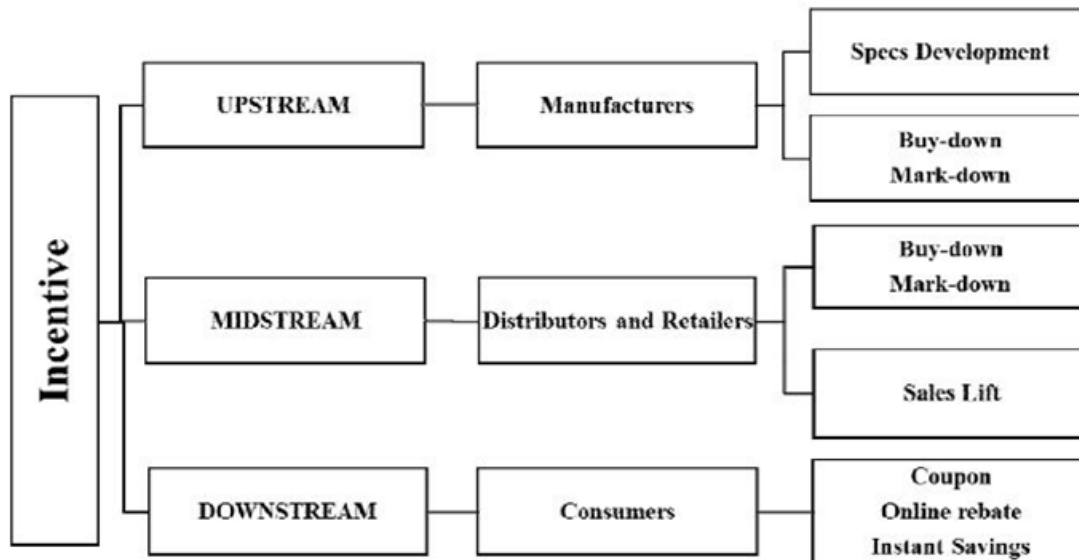 Incentive
UPSTREAM
Manufacturers
Specs Development
Buy-down
Mark-down
MIDSTREAM
Distributors and Retailers
Buy-down
Mark-down
Sales Lift
DOWNSTREAM
Consumers
Coupon
Online rebate
Instant Savings